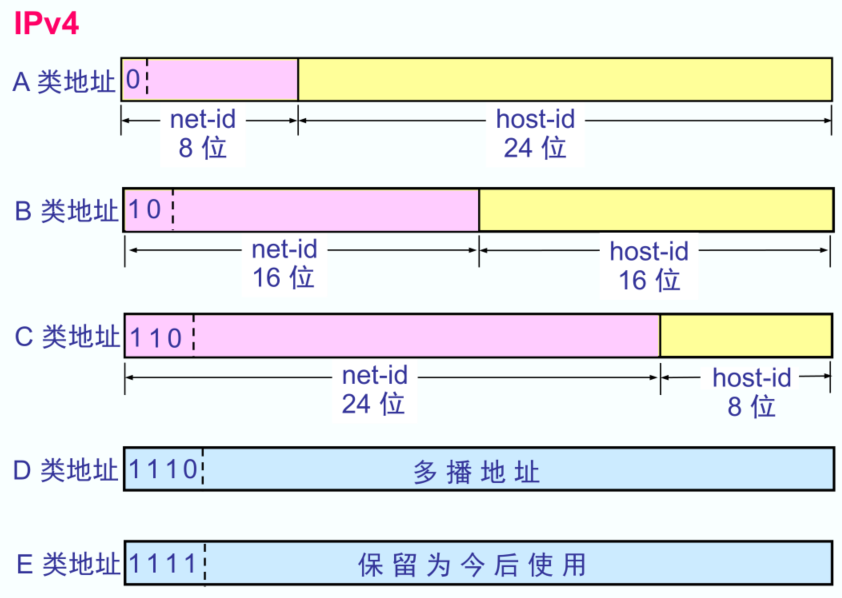 IPv4
A 类地址 0
net-id host-id
8 位 24 位
B 类地址 1 0
net-id host-id
16 位 16 位
C 类地址 1 1 0
net-id host-id
24 位 8 位
D 类地址 1 1 1 0 多播地址
E 类地址 1 1 1 1 保留为今后使用